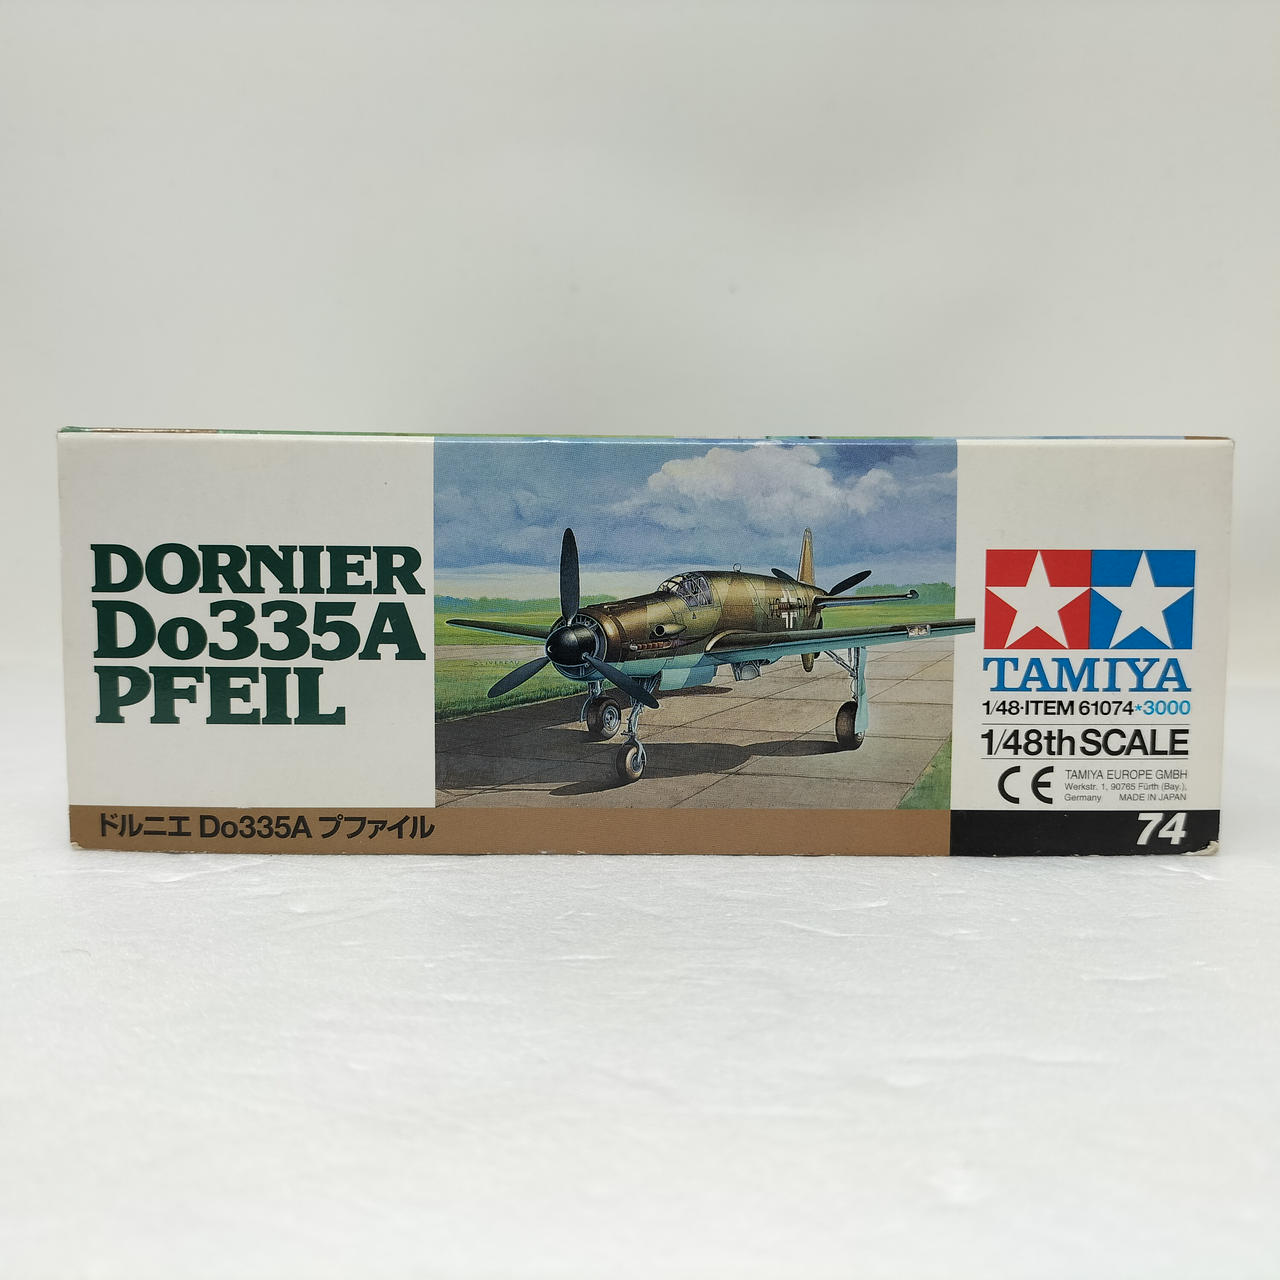 DORNIER
Do335A
PFEIL
TAMIYA
1/48·ITEM 61074*3000
1/48th SCALE
CE
TAMIYA EUROPE GMBH
Werkstr. 1, 90765 Fürth (Bay.),
Germany MADE IN JAPAN
ドルニエ Do335A プファイル
74